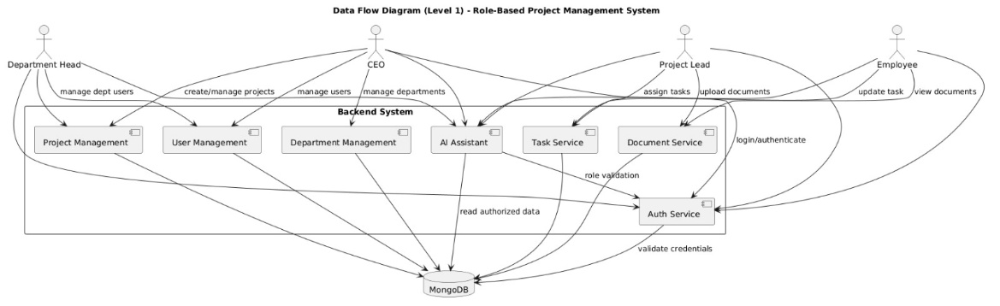 Data Flow Diagram (Level 1) - Role-Based Project Management System
Department Head
CEO
Project Lead
Employee
manage dept users
create/manage projects
manage users
manage departments
assign tasks
upload documents
update task
view documents
Backend System
Project Management
User Management
Department Management
AI Assistant
Task Service
Document Service
login/authenticate
role validation
read authorized data
Auth Service
validate credentials
MongoDB